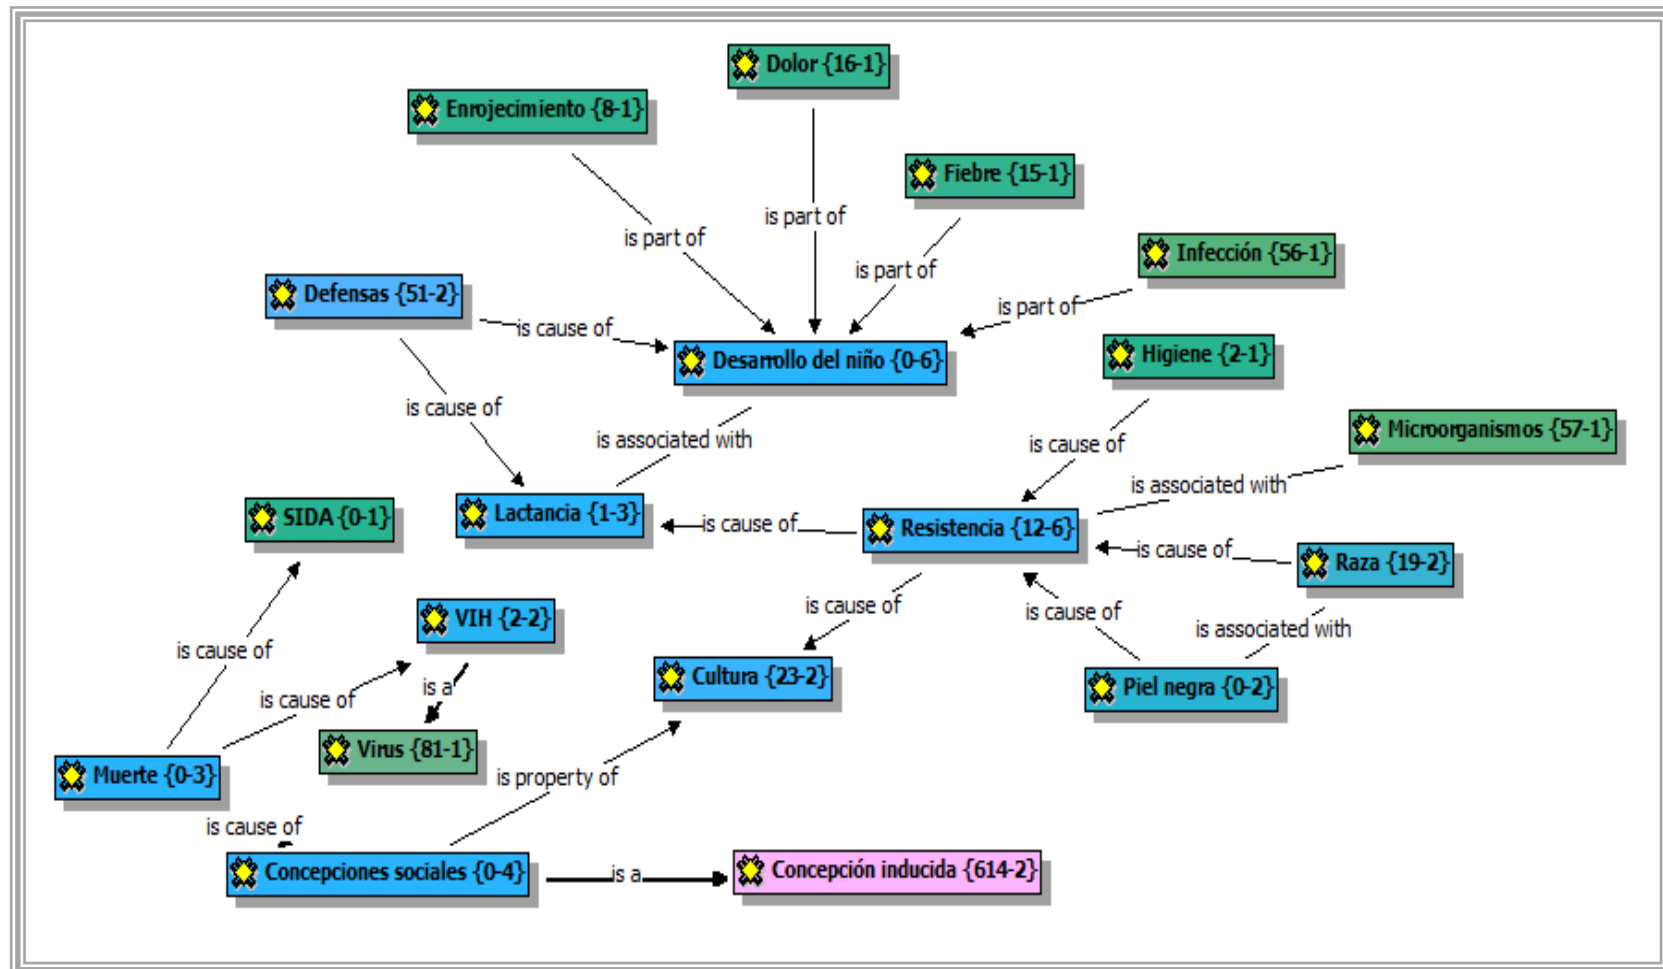 Dolor {16-1}
Enrojecimiento {8-1}
Fiebre {15-1}
is part of
is part of
is part of
Infección {56-1}
is part of
Defensas {51-2}
is cause of
Desarrollo del niño {0-6}
Higiene {2-1}
is cause of
is associated with
is cause of
Microorganismos {57-1}
is associated with
SIDA {0-1}
Lactancia {1-3}
is cause of
Resistencia {12-6}
is cause of
Raza {19-2}
is cause of
is cause of
is associated with
VIH {2-2}
is cause of
is cause of
is a
Cultura {23-2}
Piel negra {0-2}
Virus {81-1}
Muerte {0-3}
is property of
is cause of
Concepciones sociales {0-4}
is a
Concepción inducida {614-2}